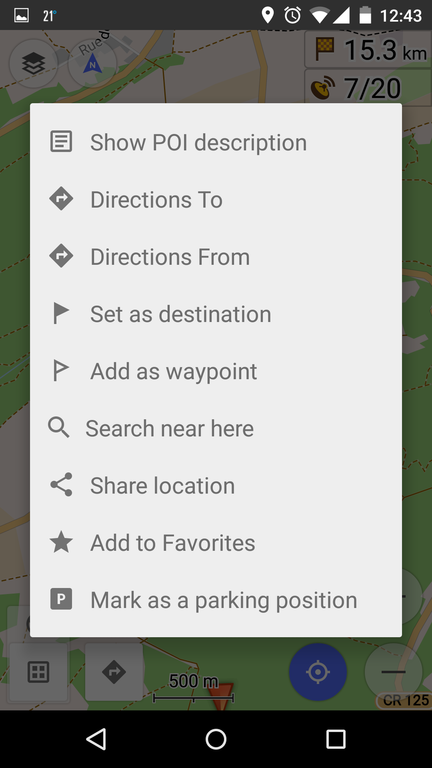 21°
12:43
Rue d
15.3 km
7/20
Show POI description
Directions To
Directions From
Set as destination
Add as waypoint
Search near here
Share location
Add to Favorites
P Mark as a parking position
500 m
CR 125